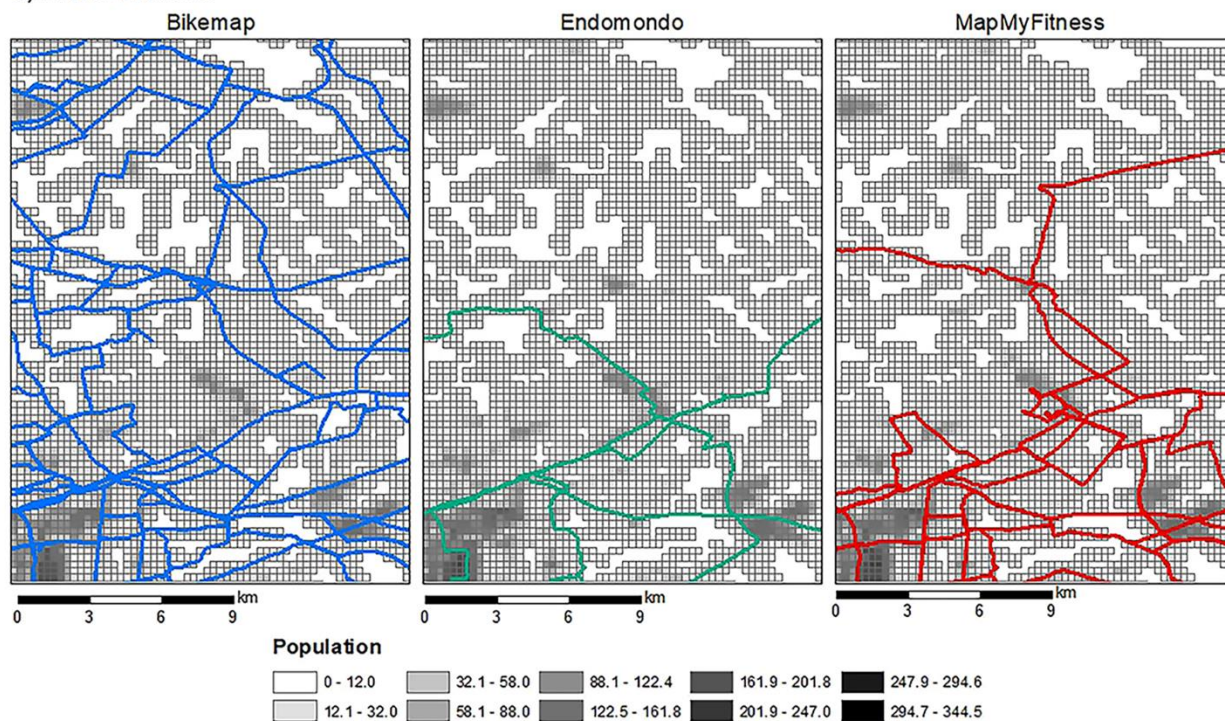 Bikemap Endomondo MapMyFitness
km km km
0 3 6 9 0 3 6 9 0 3 6 9
Population
0 - 12.0 32.1 - 58.0 88.1 - 122.4 161.9 - 201.8 247.9 - 294.6
12.1 - 32.0 58.1 - 88.0 122.5 - 161.8 201.9 - 247.0 294.7 - 344.5